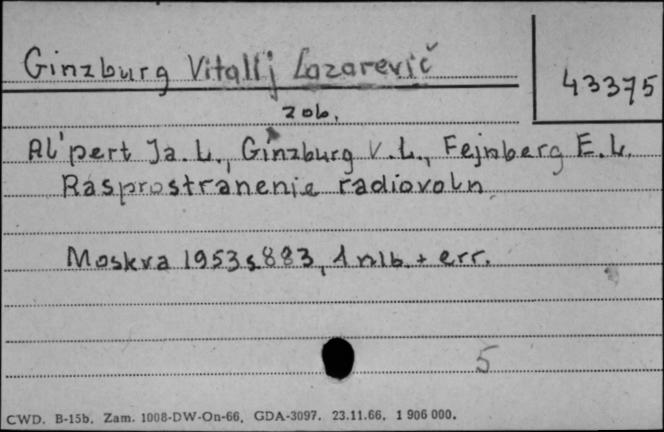 Ginzburg Vitalij Lazarevič
43375
zob.
Al'pert Ja. L., Ginzburg V. L., Fejnberg E. L.
Rasprostranenie radiovoln
Moskva 1953 s 883, 1 nlb. + err.
5
CWD. B-15b. Zam. 1008-DW-On-66, GDA-3097. 23.11.66. 1 906 000.